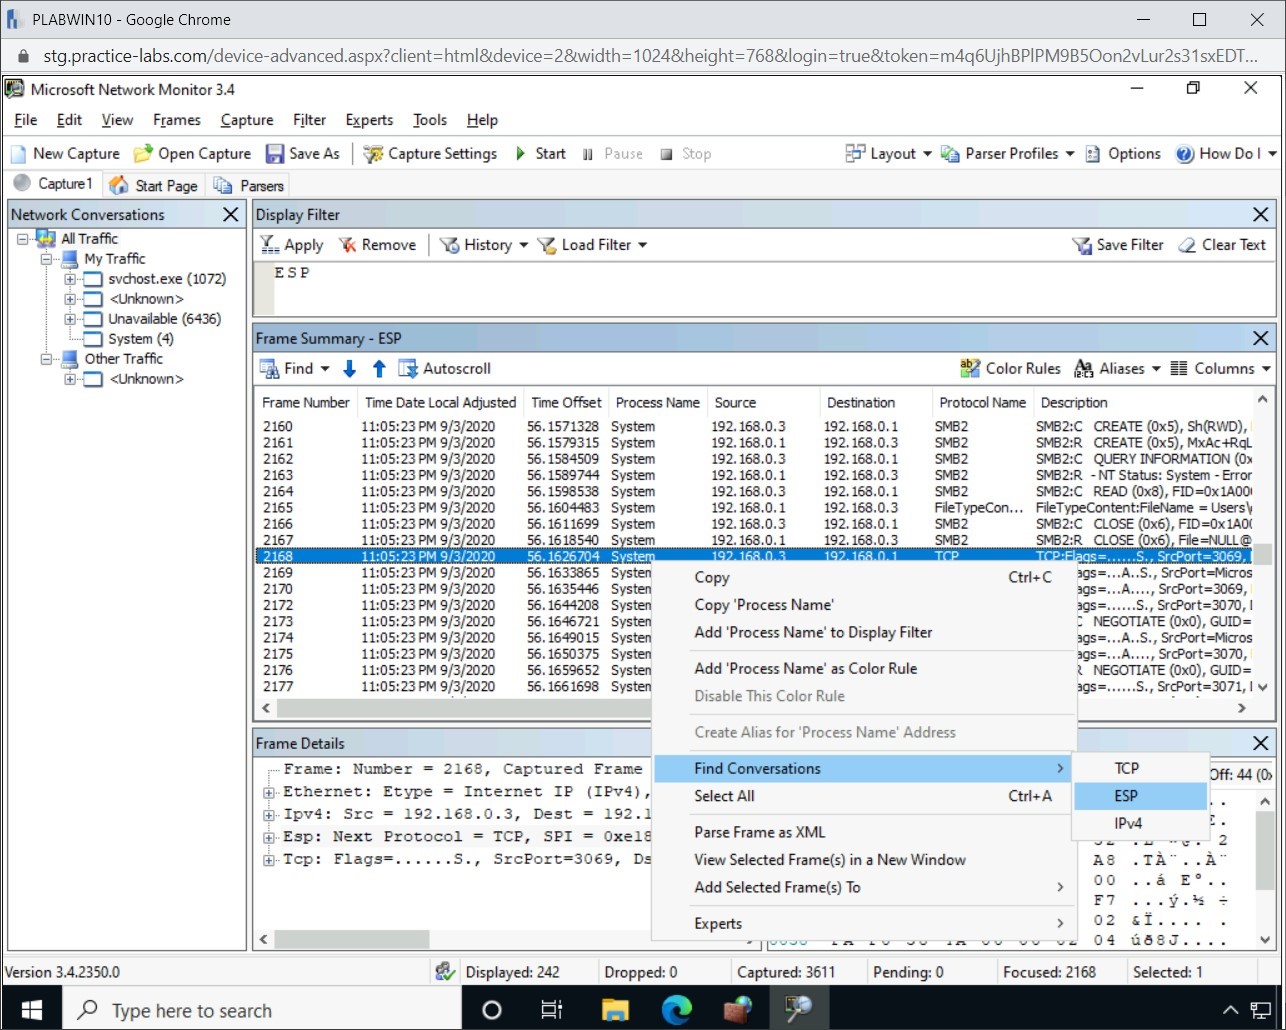 PLABWIN10 - Google Chrome
stg.practice-labs.com/device-advanced.aspx?client=html&device=2&width=1024&height=768&login=true&token=m4q6UjhBPlPM9B5Oon2vLur2s31sxEDT...
Microsoft Network Monitor 3.4
File Edit View Frames Capture Filter Experts Tools Help
New Capture Open Capture Save As Capture Settings Start Pause Stop Layout Parser Profiles Options How Do I
Capture1 Start Page Parsers
Network Conversations
All Traffic
My Traffic
svchost.exe (1072)
<Unknown>
Unavailable (6436)
System (4)
Other Traffic
<Unknown>
Display Filter
Apply Remove History Load Filter Save Filter Clear Text
ESP
Frame Summary - ESP
Find Autoscroll Color Rules Aliases Columns
Frame Number Time Date Local Adjusted Time Offset Process Name Source Destination Protocol Name Description
2160 11:05:23 PM 9/3/2020 56.1571328 System 192.168.0.3 192.168.0.1 SMB2 SMB2:C CREATE (0x5), Sh(RWD),
2161 11:05:23 PM 9/3/2020 56.1579315 System 192.168.0.1 192.168.0.3 SMB2 SMB2:R CREATE (0x5), MxAc+RqL
2162 11:05:23 PM 9/3/2020 56.1584509 System 192.168.0.3 192.168.0.1 SMB2 SMB2:C QUERY INFORMATION (0x
2163 11:05:23 PM 9/3/2020 56.1589744 System 192.168.0.1 192.168.0.3 SMB2 SMB2:R - NT Status: System - Error
2164 11:05:23 PM 9/3/2020 56.1598538 System 192.168.0.3 192.168.0.1 SMB2 SMB2:C READ (0x8), FID=0x1A00
2165 11:05:23 PM 9/3/2020 56.1604483 System 192.168.0.1 192.168.0.3 FileTypeCon... FileTypeContent:FileName = Users\
2166 11:05:23 PM 9/3/2020 56.1611699 System 192.168.0.3 192.168.0.1 SMB2 SMB2:C CLOSE (0x6), FID=0x1A00
2167 11:05:23 PM 9/3/2020 56.1618540 System 192.168.0.1 192.168.0.3 SMB2 SMB2:R CLOSE (0x6), File=NULL@
2168 11:05:23 PM 9/3/2020 56.1626704 System 192.168.0.3 192.168.0.1 TCP TCP:Flags=......S., SrcPort=3069,
2169 11:05:23 PM 9/3/2020 56.1633865 System lags=...A..S., SrcPort=Micros
2170 11:05:23 PM 9/3/2020 56.1635446 System lags=...A...., SrcPort=3069,
2172 11:05:23 PM 9/3/2020 56.1644208 System lags=......S., SrcPort=3070, D
2173 11:05:23 PM 9/3/2020 56.1646721 System C NEGOTIATE (0x0), GUID=
2174 11:05:23 PM 9/3/2020 56.1649015 System lags=...A..S., SrcPort=Micros
2175 11:05:23 PM 9/3/2020 56.1650375 System lags=...A...., SrcPort=3070,
2176 11:05:23 PM 9/3/2020 56.1659652 System R NEGOTIATE (0x0), GUID=
2177 11:05:23 PM 9/3/2020 56.1661698 System lags=......S., SrcPort=3071,
Copy Ctrl+C
Copy 'Process Name'
Add 'Process Name' to Display Filter
Add 'Process Name' as Color Rule
Disable This Color Rule
Create Alias for 'Process Name' Address
Find Conversations
Select All Ctrl+A
Parse Frame as XML
View Selected Frame(s) in a New Window
Add Selected Frame(s) To
Experts
TCP
ESP
IPv4
Frame Details
Frame: Number = 2168, Captured Frame
Ethernet: Etype = Internet IP (IPv4),
Ipv4: Src = 192.168.0.3, Dest = 192.1
Esp: Next Protocol = TCP, SPI = 0xe18
Tcp: Flags=......S., SrcPort=3069, Ds
Off: 44 (0x
A8 .TÀ¨..À¨
00 ..á Eº..
F7 ...ý.½ ÷
02 &Ï.....
04 úð8J....
Version 3.4.2350.0 Displayed: 242 Dropped: 0 Captured: 3611 Pending: 0 Focused: 2168 Selected: 1
Type here to search